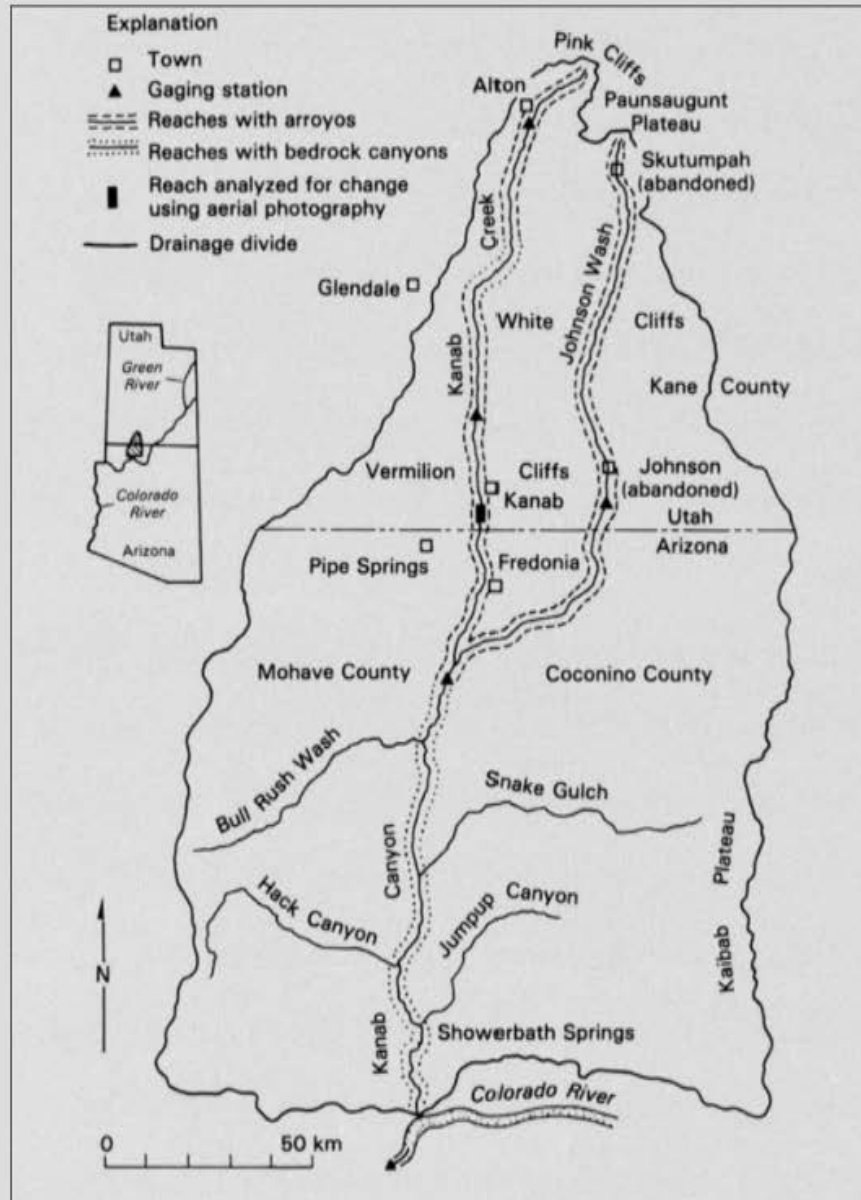 Explanation
Town
Gaging station
Reaches with arroyos
Reaches with bedrock canyons
Reach analyzed for change
using aerial photography
Drainage divide
Pink Cliffs
Alton
Paunsaugunt
Plateau
Skutumpah
(abandoned)
Creek
Johnson Wash
Glendale
White
Cliffs
Kanab
Kane County
Utah
Green
River
Colorado
River
Arizona
Vermilion
Cliffs
Kanab
Johnson
(abandoned)
Utah
Arizona
Pipe Springs
Fredonia
Mohave County
Coconino County
Bull Rush Wash
Snake Gulch
Canyon
Plateau
Hack Canyon
Jumpup Canyon
Kaibab
N
Kanab
Showerbath Springs
Colorado River
0 50 km